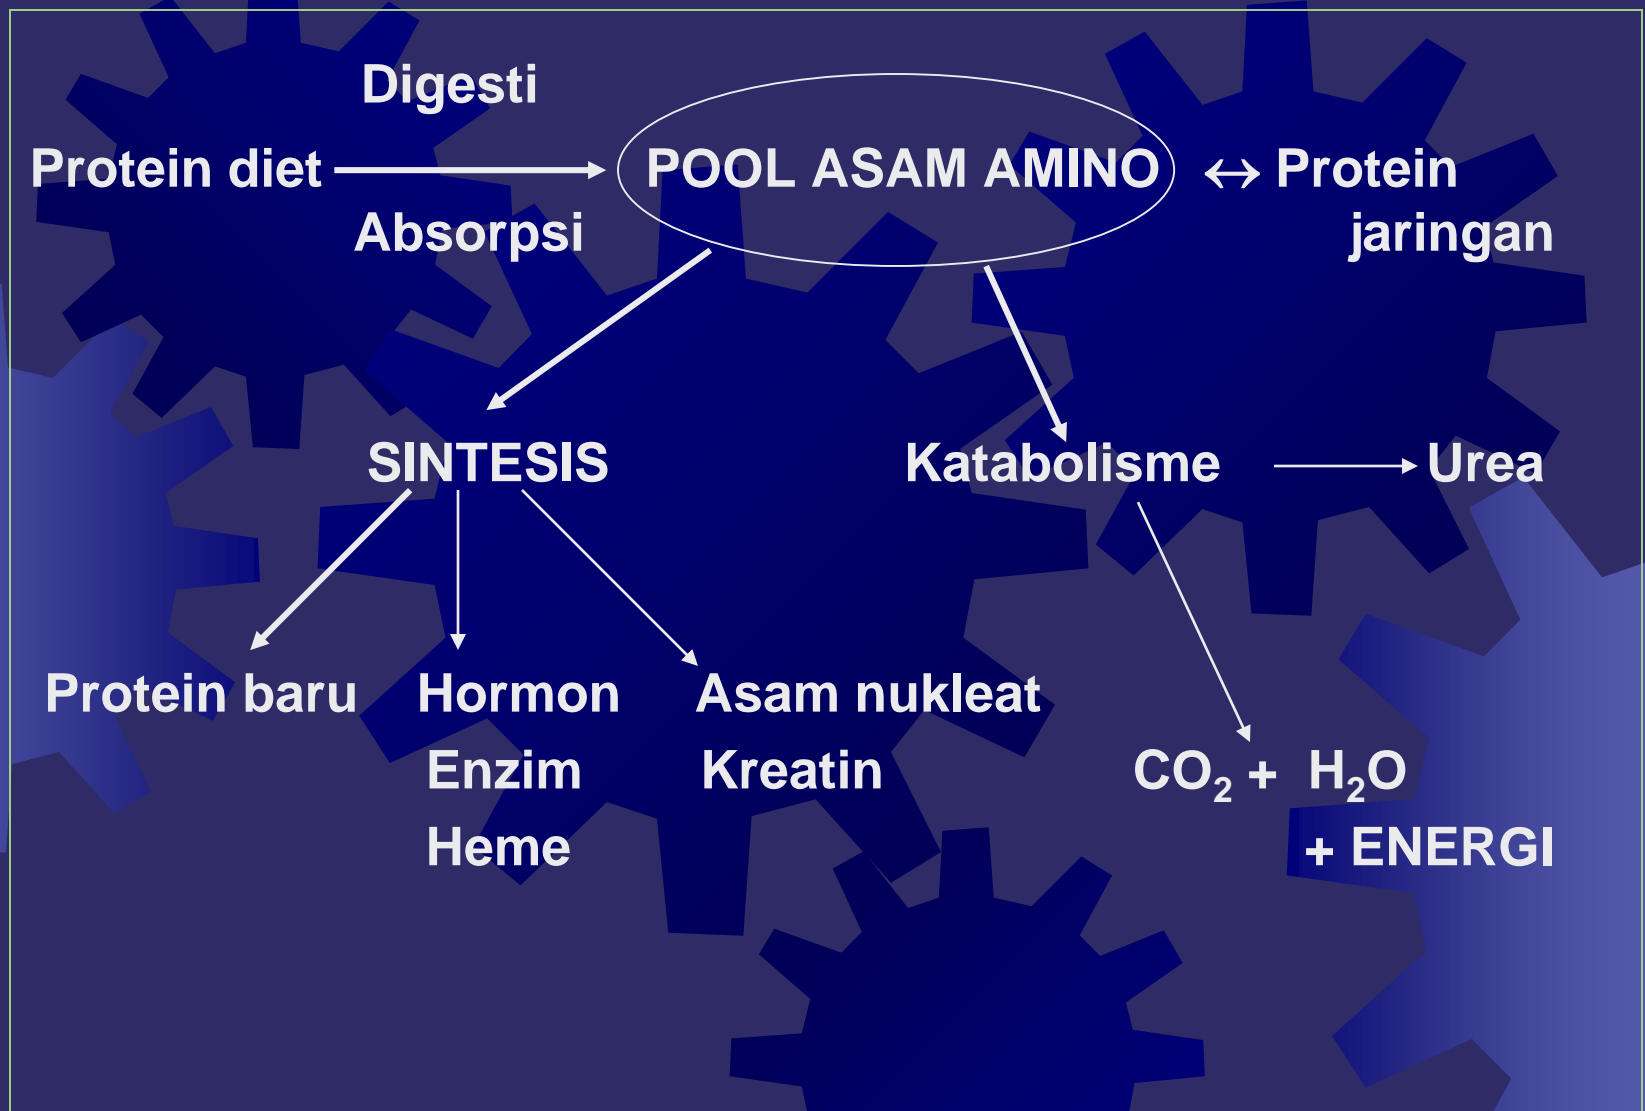 Digesti
Protein diet POOL ASAM AMINO ↔ Protein
Absorpsi jaringan
SINTESIS Katabolisme Urea
Protein baru Hormon Asam nukleat
Enzim Kreatin CO₂ + H₂O
Heme + ENERGI